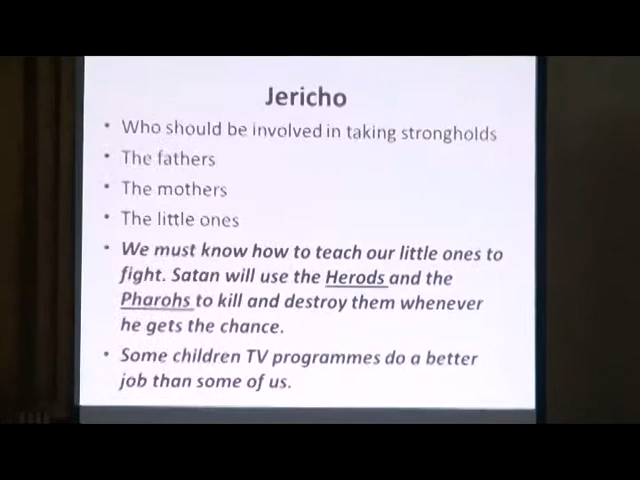 Jericho
• Who should be involved in taking strongholds
• The fathers
• The mothers
• The little ones
• We must know how to teach our little ones to
fight. Satan will use the Herods and the
Pharohs to kill and destroy them whenever
he gets the chance.
• Some children TV programmes do a better
job than some of us.